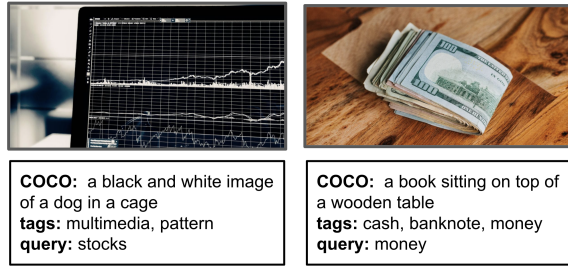 100
COCO: a black and white image
of a dog in a cage
tags: multimedia, pattern
query: stocks
COCO: a book sitting on top of
a wooden table
tags: cash, banknote, money
query: money